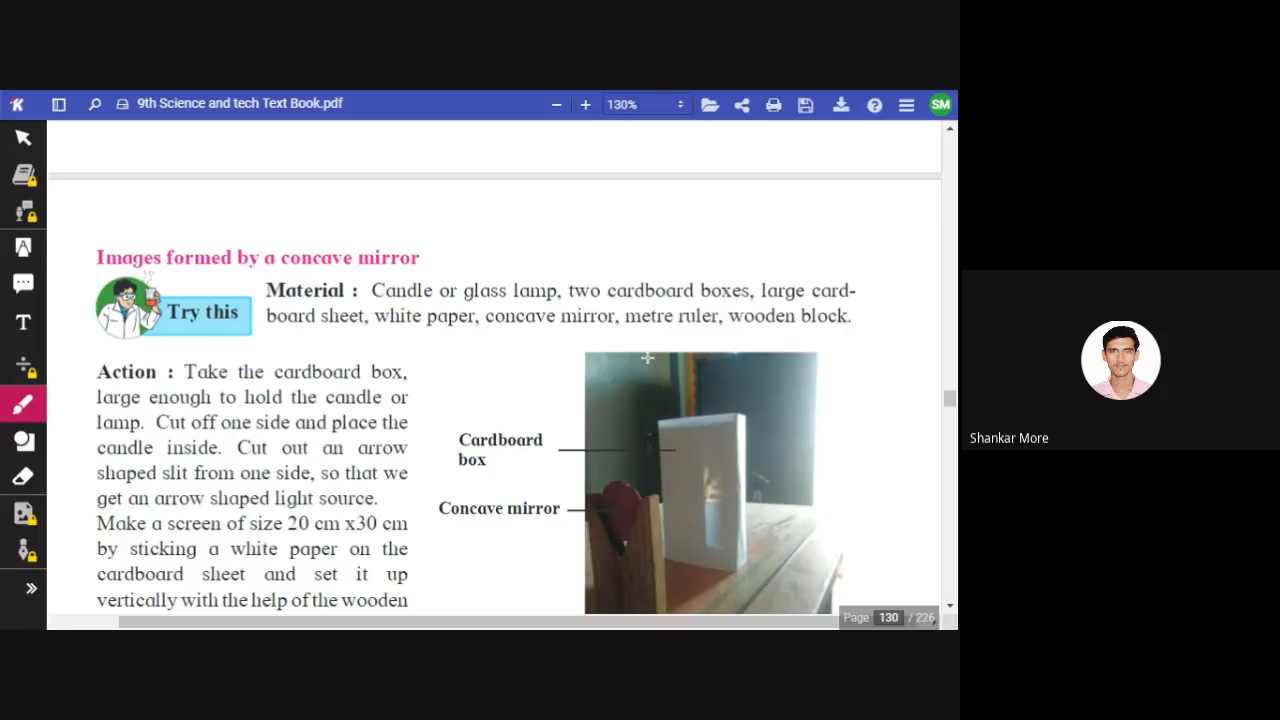 9th Science and tech Text Book.pdf
130%
SM
Images formed by a concave mirror
Try this
Material : Candle or glass lamp, two cardboard boxes, large card-
board sheet, white paper, concave mirror, metre ruler, wooden block.
Action : Take the cardboard box,
large enough to hold the candle or
lamp. Cut off one side and place the
candle inside. Cut out an arrow
shaped slit from one side, so that we
get an arrow shaped light source.
Make a screen of size 20 cm x30 cm
by sticking a white paper on the
cardboard sheet and set it up
vertically with the help of the wooden
Cardboard
box
Concave mirror
Page 130 / 226
Shankar More